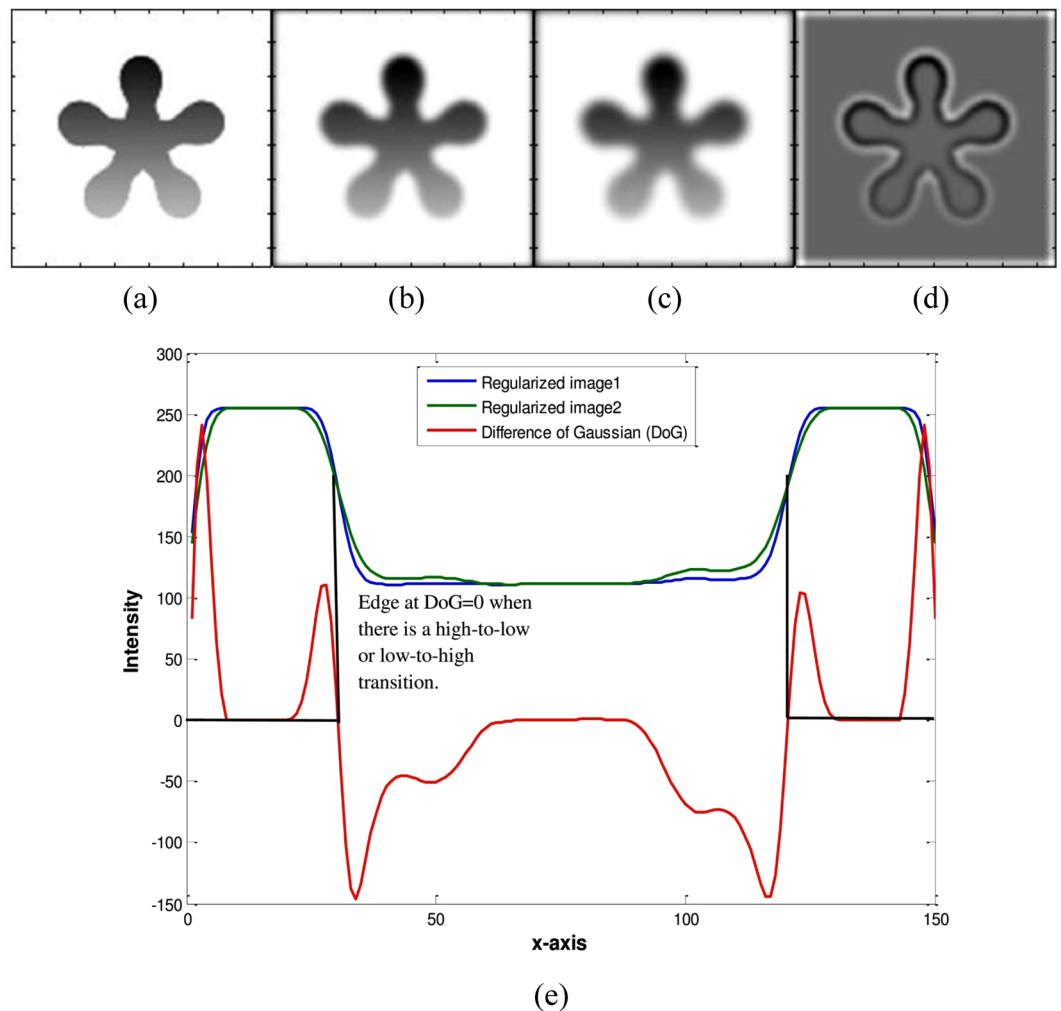 (a)
(b)
(c)
(d)
300
250
200
150
100
50
0
-50
-100
-150
Intensity
Regularized image1
Regularized image2
Difference of Gaussian (DoG)
Edge at DoG=0 when
there is a high-to-low
or low-to-high
transition.
0
50
100
150
x-axis
(e)